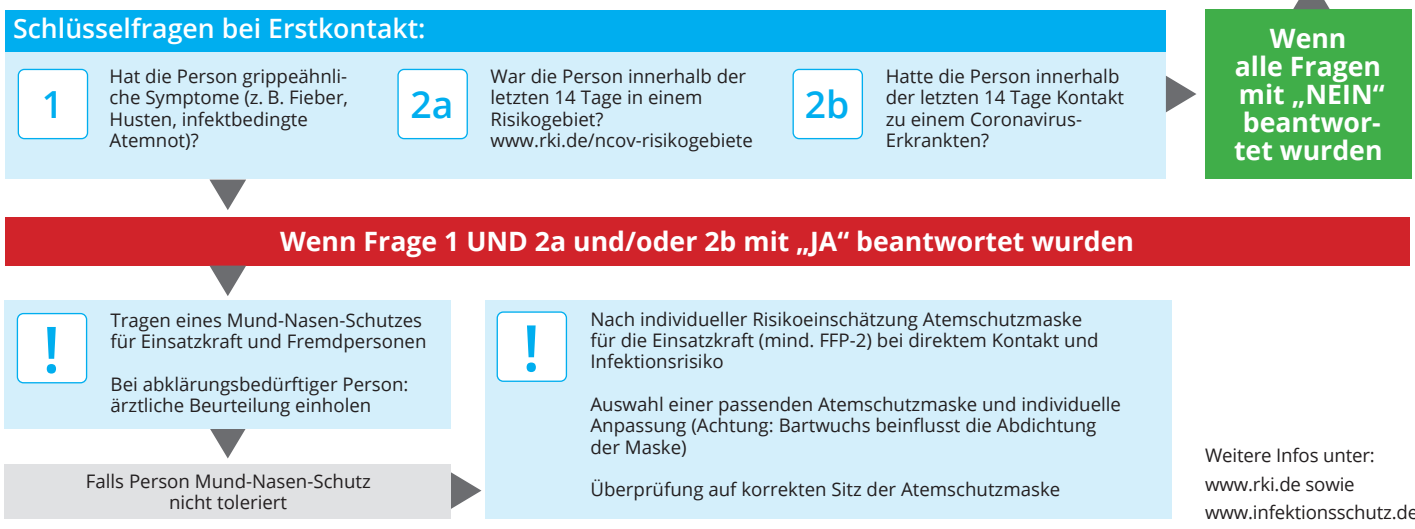 Schlüsselfragen bei Erstkontakt:
1
Hat die Person grippeähnli-
che Symptome (z. B. Fieber,
Husten, infektbedingte
Atemnot)?
2a
War die Person innerhalb der
letzten 14 Tage in einem
Risikogebiet?
www.rki.de/ncov-risikogebiete
2b
Hatte die Person innerhalb
der letzten 14 Tage Kontakt
zu einem Coronavirus-
Erkrankten?
Wenn
alle Fragen
mit „NEIN“
beantwor-
tet wurden
Wenn Frage 1 UND 2a und/oder 2b mit „JA“ beantwortet wurden
!
Tragen eines Mund-Nasen-Schutzes
für Einsatzkraft und Fremdpersonen
Bei abklärungsbedürftiger Person:
ärztliche Beurteilung einholen
Falls Person Mund-Nasen-Schutz
nicht toleriert
!
Nach individueller Risikoeinschätzung Atemschutzmaske
für die Einsatzkraft (mind. FFP-2) bei direktem Kontakt und
Infektionsrisiko
Auswahl einer passenden Atemschutzmaske und individuelle
Anpassung (Achtung: Bartwuchs beinflusst die Abdichtung
der Maske)
Überprüfung auf korrekten Sitz der Atemschutzmaske
Weitere Infos unter:
www.rki.de sowie
www.infektionsschutz.de